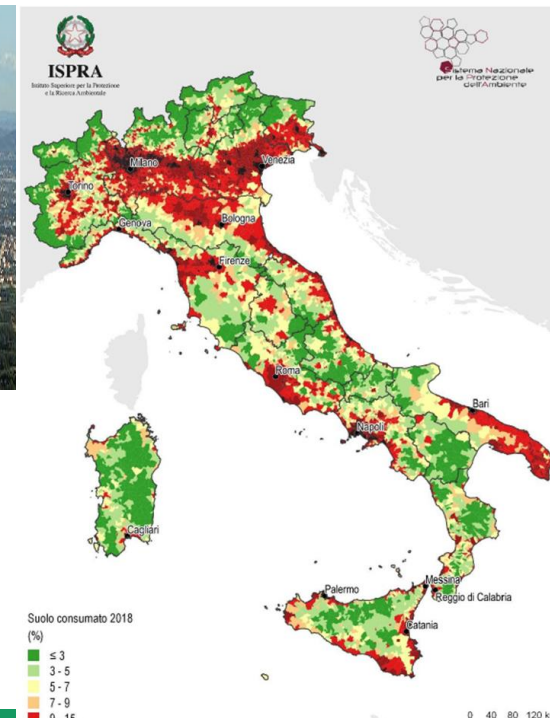 ISPRA
Istituto Superiore per la Protezione
e la Ricerca Ambientale
Sistema Nazionale
per la Protezione
dell'Ambiente
Milano
Venezia
Torino
Genova
Bologna
Firenze
Roma
Bari
Napoli
Cagliari
Messina
Palermo
Reggio di Calabria
Catania
Suolo consumato 2018
(%)
≤ 3
3 - 5
5 - 7
7 - 9
9 - 15
0 40 80 120 k